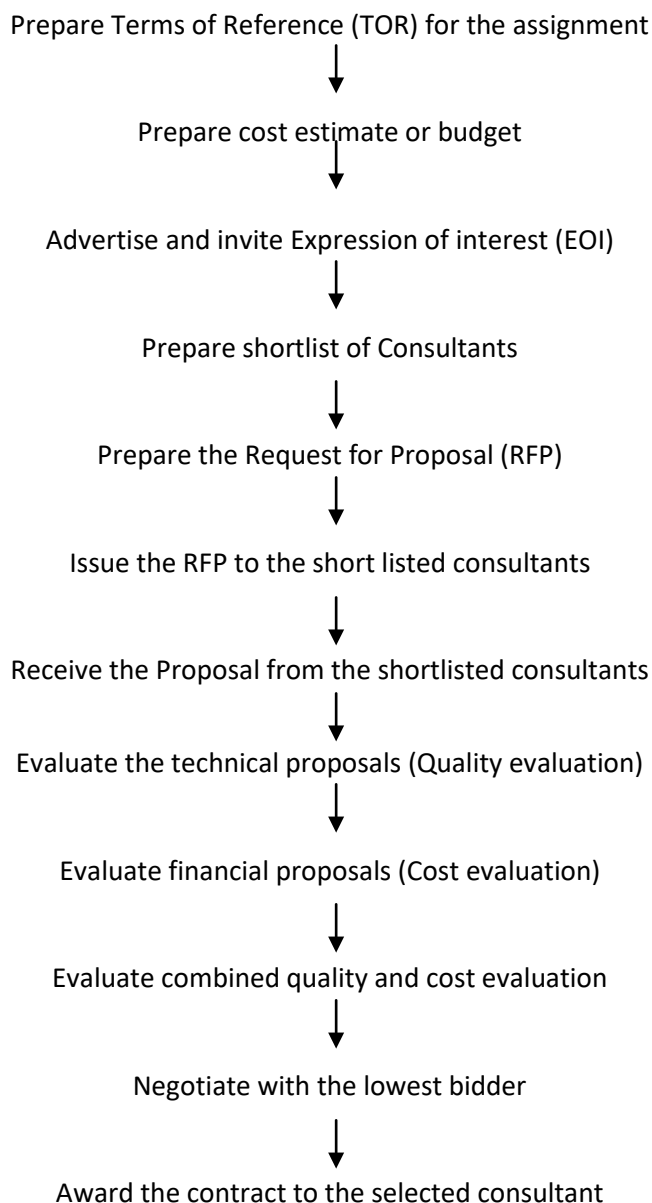 Prepare Terms of Reference (TOR) for the assignment
Prepare cost estimate or budget
Advertise and invite Expression of interest (EOI)
Prepare shortlist of Consultants
Prepare the Request for Proposal (RFP)
Issue the RFP to the short listed consultants
Receive the Proposal from the shortlisted consultants
Evaluate the technical proposals (Quality evaluation)
Evaluate financial proposals (Cost evaluation)
Evaluate combined quality and cost evaluation
Negotiate with the lowest bidder
Award the contract to the selected consultant